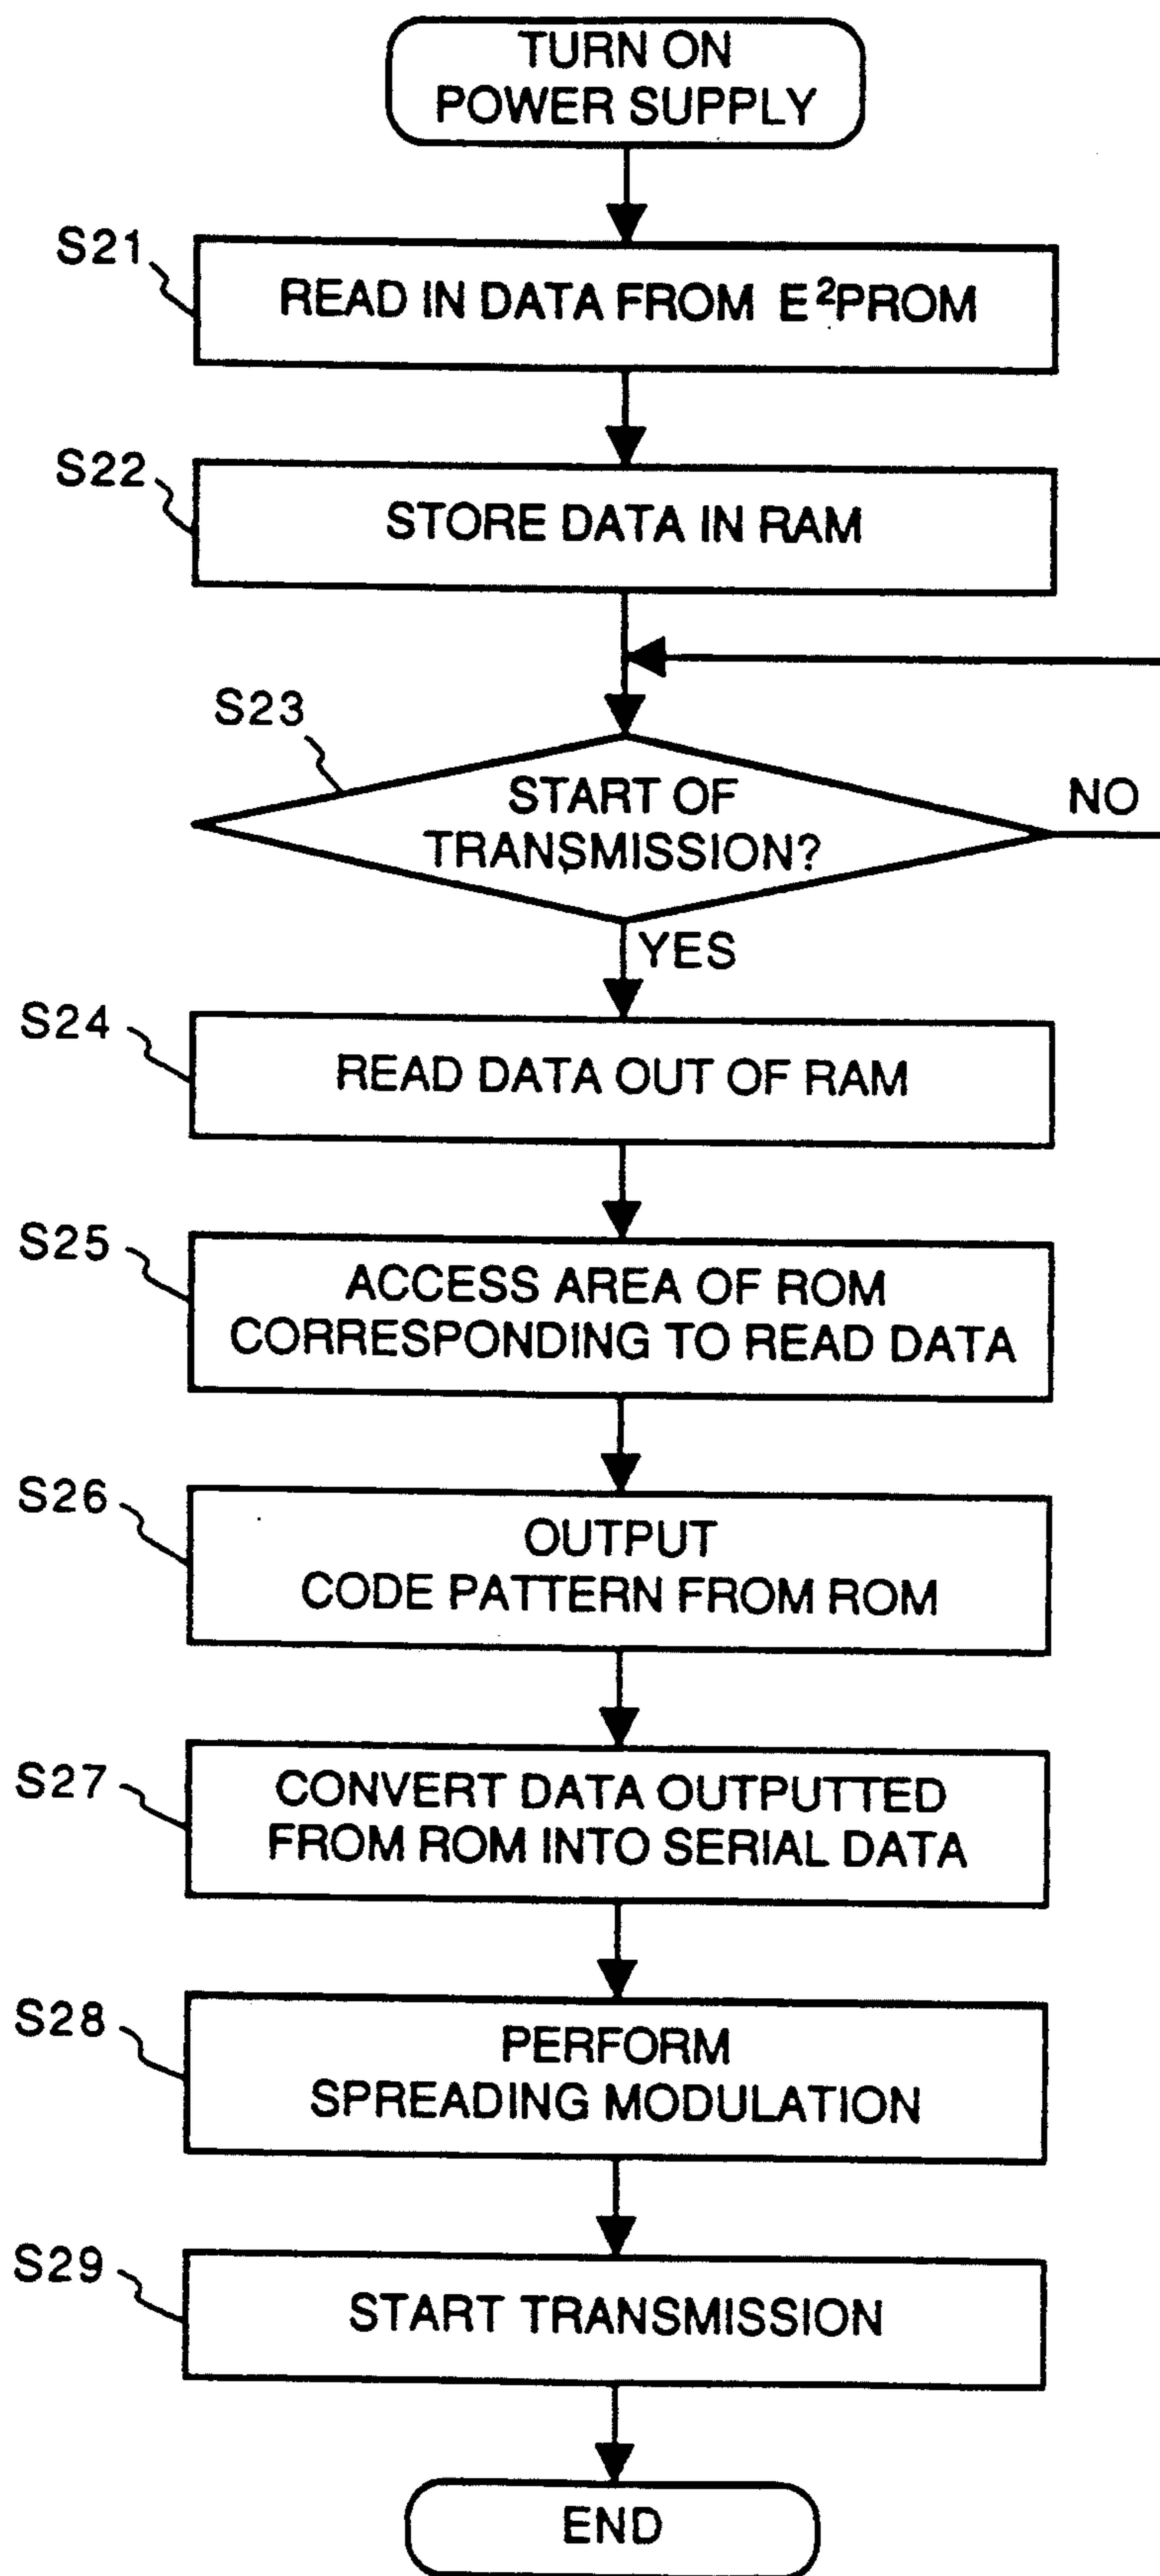 TURN ON
POWER SUPPLY
S21
READ IN DATA FROM E²PROM
S22
STORE DATA IN RAM
S23
START OF
TRANSMISSION?
NO
YES
S24
READ DATA OUT OF RAM
S25
ACCESS AREA OF ROM
CORRESPONDING TO READ DATA
S26
OUTPUT
CODE PATTERN FROM ROM
S27
CONVERT DATA OUTPUTTED
FROM ROM INTO SERIAL DATA
S28
PERFORM
SPREADING MODULATION
S29
START TRANSMISSION
END